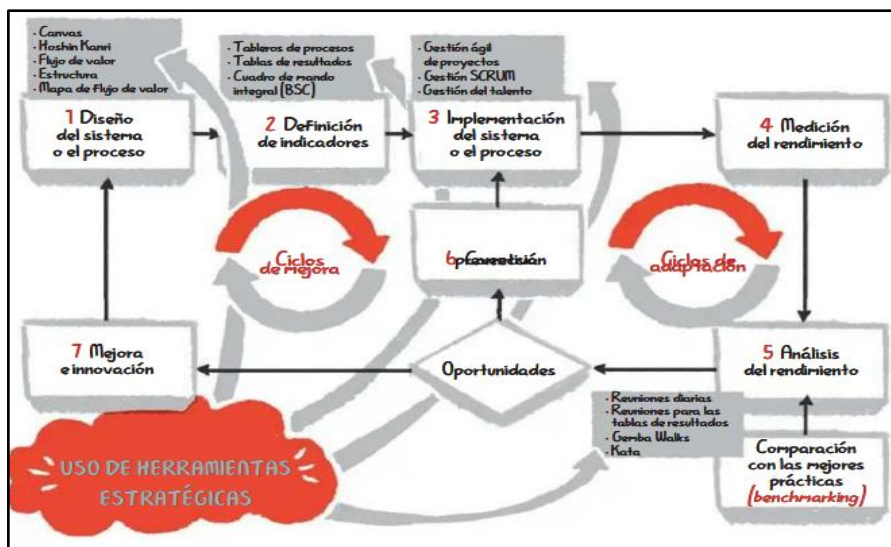 · Canvas
· Hoshin Kanri
· Flujo de valor
· Estructura
· Mapa de flujo de valor
· Tableros de procesos
· Tablas de resultados
· Cuadro de mando
integral (BSC)
· Gestión ágil
de proyectos
· Gestión SCRUM
· Gestión del talento
1 Diseño
del sistema
o el proceso
2 Definición
de indicadores
3 Implementación
del sistema
o el proceso
4 Medición
del rendimiento
Ciclos
de mejora
6
Ciclos de
adaptación
7 Mejora
e innovación
Oportunidades
5 Análisis
del rendimiento
· Reuniones diarias
· Reuniones para las
tablas de resultados
· Gemba Walks
· Kata
Comparación
con las mejores
prácticas
(benchmarking)
USO DE HERRAMIENTAS
ESTRATÉGICAS